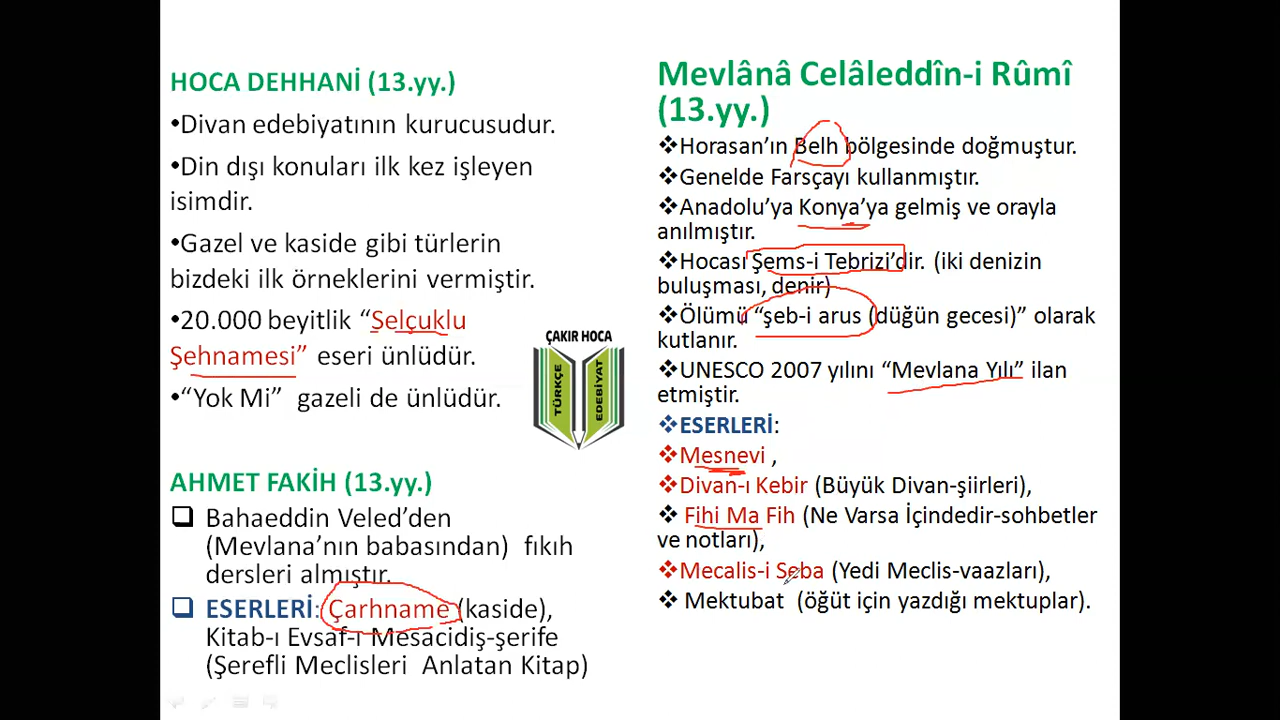 HOCA DEHHANİ (13.yy.)
•Divan edebiyatının kurucusudur.
•Din dışı konuları ilk kez işleyen
isimdir.
•Gazel ve kaside gibi türlerin
bizdeki ilk örneklerini vermiştir.
•20.000 beyitlik “Selçuklu
Şehnamesi” eseri ünlüdür.
•“Yok Mi” gazeli de ünlüdür.
ÇAKIR HOCA
TÜRKÇE
EDEBİYAT
AHMET FAKİH (13.yy.)
❑ Bahaeddin Veled’den
(Mevlana’nın babasından) fıkıh
dersleri almıştır.
❑ ESERLERİ: Çarhname (kaside),
Kitab-ı Evsaf-ı Mesacidiş-şerife
(Şerefli Meclisleri Anlatan Kitap)
Mevlânâ Celâleddîn-i Rûmî
(13.yy.)
❖Horasan’ın Belh bölgesinde doğmuştur.
❖Genelde Farsçayı kullanmıştır.
❖Anadolu’ya Konya’ya gelmiş ve orayla
anılmıştır.
❖Hocası Şems-i Tebrizi’dir. (iki denizin
buluşması, denir)
❖Ölümü “şeb-i arus (düğün gecesi)” olarak
kutlanır.
❖UNESCO 2007 yılını “Mevlana Yılı” ilan
etmiştir.
❖ESERLERİ:
❖Mesnevi ,
❖Divan-ı Kebir (Büyük Divan-şiirleri),
❖ Fihi Ma Fih (Ne Varsa İçindedir-sohbetler
ve notları),
❖Mecalis-i Seba (Yedi Meclis-vaazları),
❖ Mektubat (öğüt için yazdığı mektuplar).